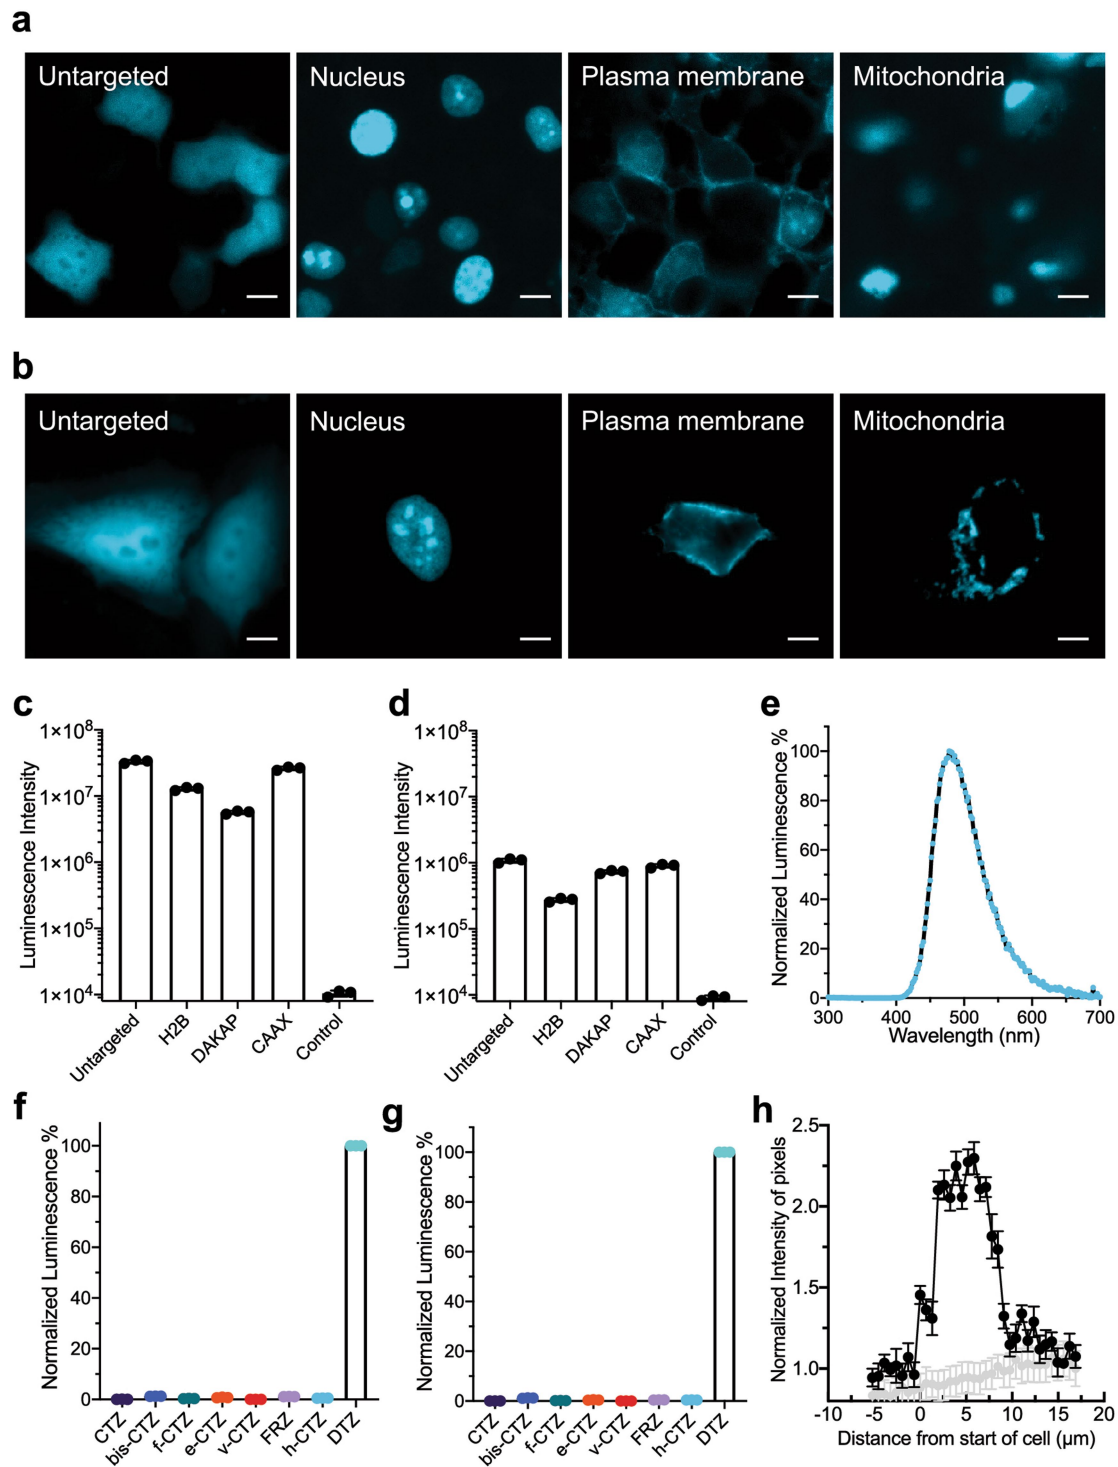 a
Untargeted
Nucleus
Plasma membrane
Mitochondria
b
Untargeted
Nucleus
Plasma membrane
Mitochondria
c
Luminescence Intensity
1×10⁸
1×10⁷
1×10⁶
1×10⁵
1×10⁴
Untargeted
H2B
DAKAP
CAAX
Control
d
Luminescence Intensity
1×10⁸
1×10⁷
1×10⁶
1×10⁵
1×10⁴
Untargeted
H2B
DAKAP
CAAX
Control
e
Normalized Luminescence %
100
80
60
40
20
0
300 400 500 600 700
Wavelength (nm)
f
Normalized Luminescence %
100
80
60
40
20
0
CTZ
bis-CTZ
f-CTZ
e-CTZ
v-CTZ
FRZ
h-CTZ
DTZ
g
Normalized Luminescence %
100
80
60
40
20
0
CTZ
bis-CTZ
f-CTZ
e-CTZ
v-CTZ
FRZ
h-CTZ
DTZ
h
Normalized Intensity of pixels
2.5
2.0
1.5
1.0
-10 -5 0 5 10 15 20
Distance from start of cell (µm)